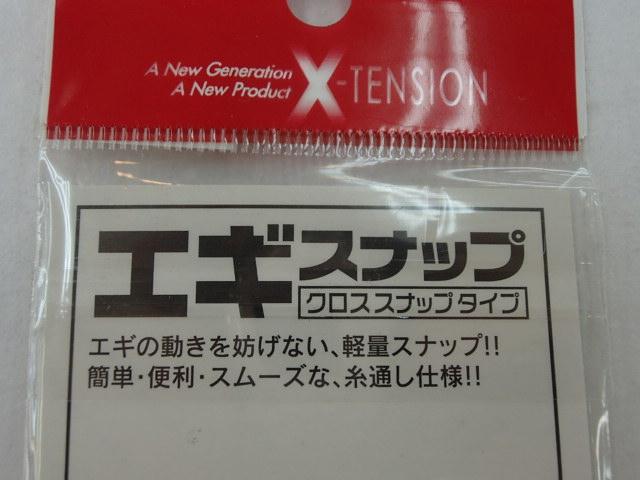 A New Generation
A New Product
X-TENSION
エギスナップ
クロススナップタイプ
エギの動きを妨げない、軽量スナップ!!
簡単・便利・スムーズな、糸通し仕様!!